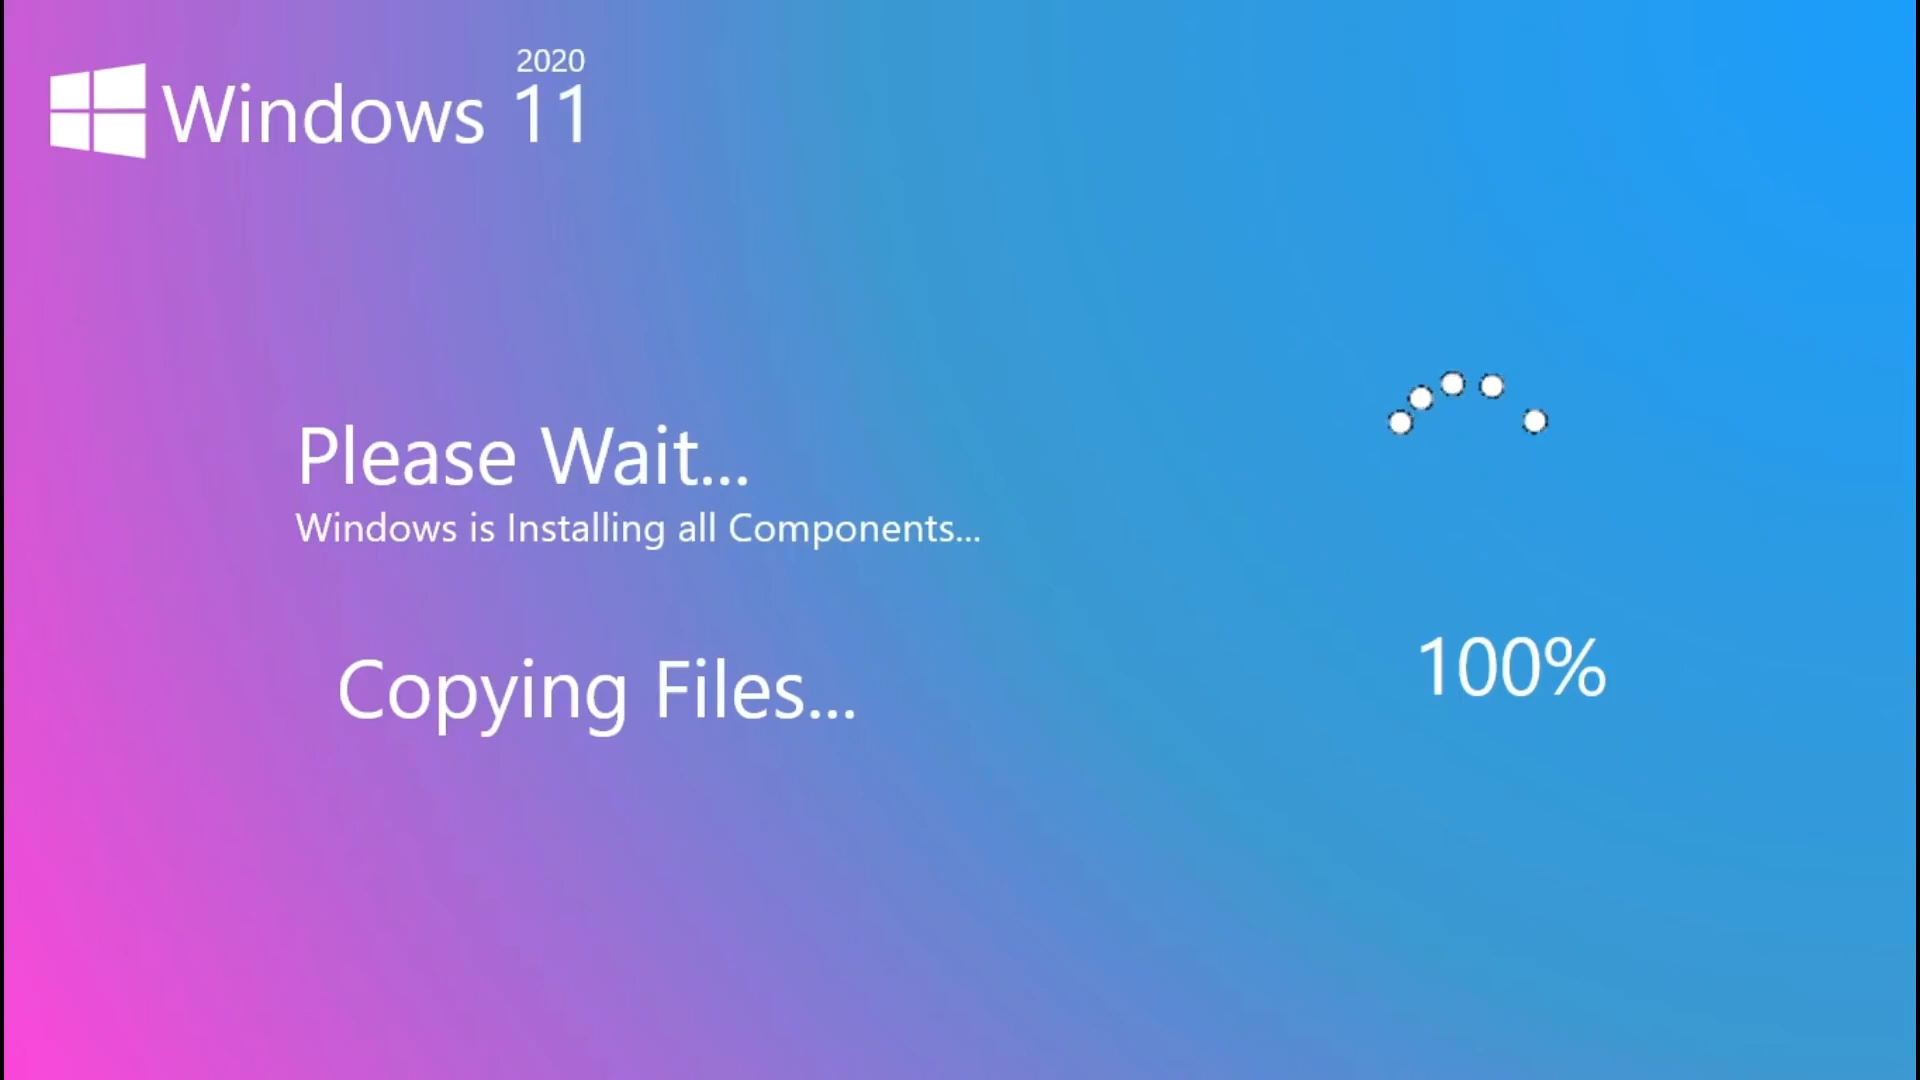 2020
Windows 11
Please Wait...
Windows is Installing all Components...
Copying Files...
100%